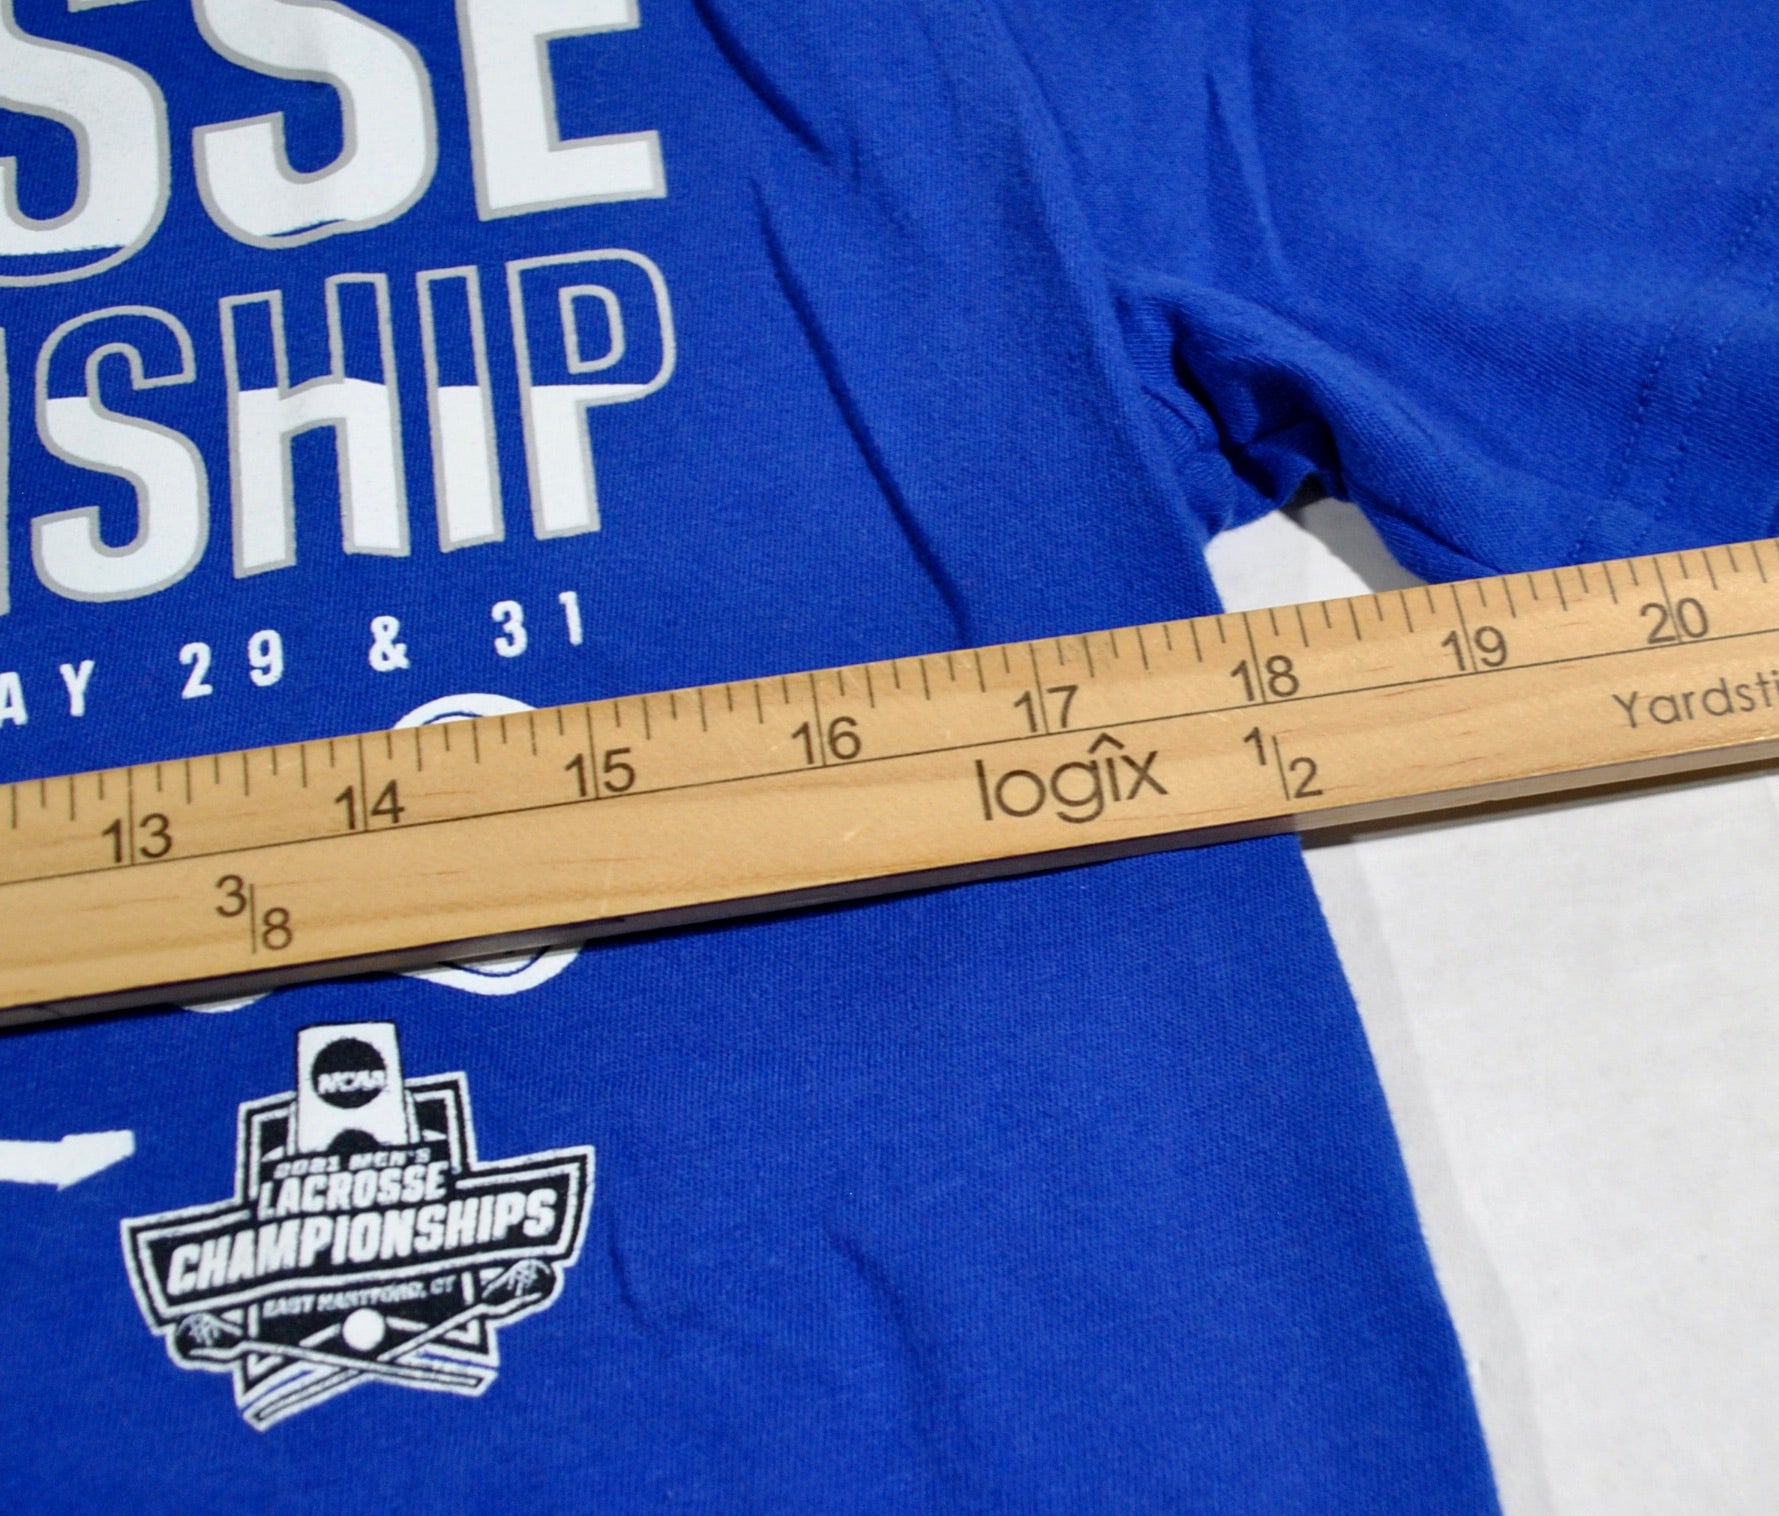 SSE
NSHIP
AY 29 & 31
13 14 15 16 17 18 19 20
3/8 logix 1/2 Yardsti
NCAA
2021 MEN'S
LACROSSE
CHAMPIONSHIPS
EAST HARTFORD, CT